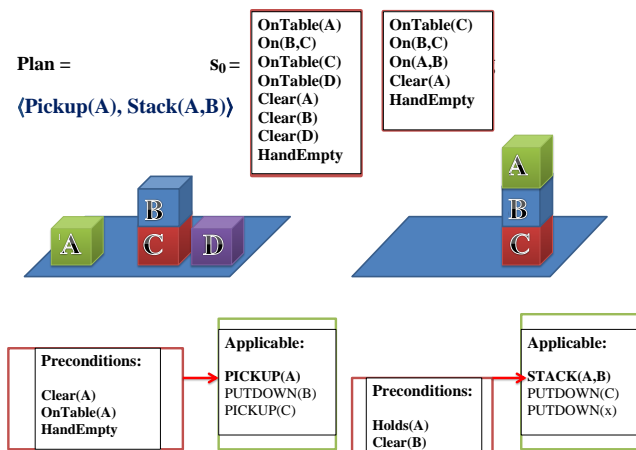 Plan =
⟨Pickup(A), Stack(A,B)⟩
s₀ =
OnTable(A)
On(B,C)
OnTable(C)
OnTable(D)
Clear(A)
Clear(B)
Clear(D)
HandEmpty
OnTable(C)
On(B,C)
On(A,B)
Clear(A)
HandEmpty
A
B
C
D
A
B
C
Preconditions:
Clear(A)
OnTable(A)
HandEmpty
Applicable:
PICKUP(A)
PUTDOWN(B)
PICKUP(C)
Preconditions:
Holds(A)
Clear(B)
Applicable:
STACK(A,B)
PUTDOWN(C)
PUTDOWN(x)